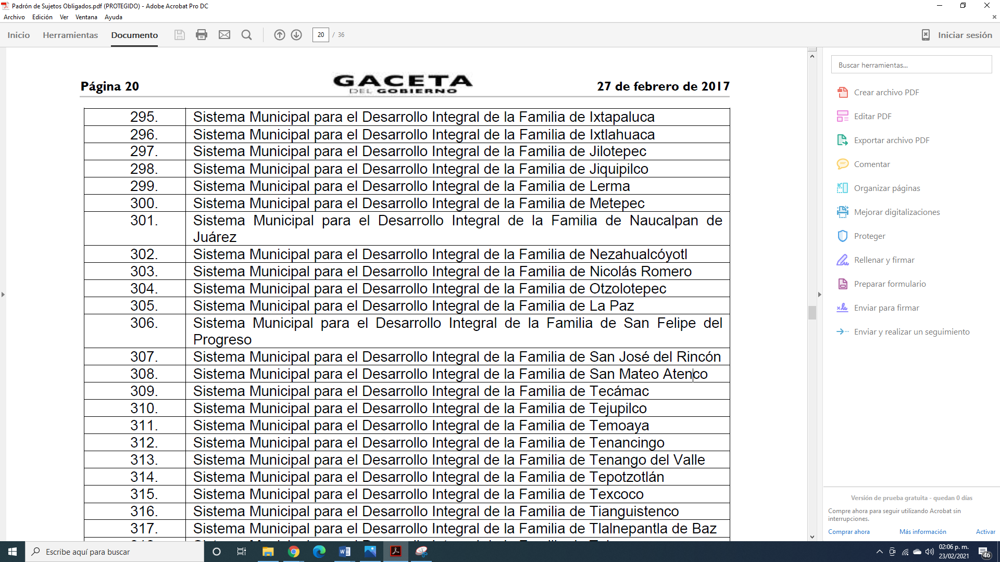 Padrón de Sujetos Obligados.pdf (PROTEGIDO) - Adobe Acrobat Pro DC
Archivo Edición Ver Ventana Ayuda
Inicio Herramientas Documento 20 / 36 Iniciar sesión
Buscar herramientas...
Página 20 GACETA DEL GOBIERNO 27 de febrero de 2017
295. Sistema Municipal para el Desarrollo Integral de la Familia de Ixtapaluca
296. Sistema Municipal para el Desarrollo Integral de la Familia de Ixtlahuaca
297. Sistema Municipal para el Desarrollo Integral de la Familia de Jilotepec
298. Sistema Municipal para el Desarrollo Integral de la Familia de Jiquipilco
299. Sistema Municipal para el Desarrollo Integral de la Familia de Lerma
300. Sistema Municipal para el Desarrollo Integral de la Familia de Metepec
301. Sistema Municipal para el Desarrollo Integral de la Familia de Naucalpan de
Juárez
302. Sistema Municipal para el Desarrollo Integral de la Familia de Nezahualcóyotl
303. Sistema Municipal para el Desarrollo Integral de la Familia de Nicolás Romero
304. Sistema Municipal para el Desarrollo Integral de la Familia de Otzolotepec
305. Sistema Municipal para el Desarrollo Integral de la Familia de La Paz
306. Sistema Municipal para el Desarrollo Integral de la Familia de San Felipe del
Progreso
307. Sistema Municipal para el Desarrollo Integral de la Familia de San José del Rincón
308. Sistema Municipal para el Desarrollo Integral de la Familia de San Mateo Atenco
309. Sistema Municipal para el Desarrollo Integral de la Familia de Tecámac
310. Sistema Municipal para el Desarrollo Integral de la Familia de Tejupilco
311. Sistema Municipal para el Desarrollo Integral de la Familia de Temoaya
312. Sistema Municipal para el Desarrollo Integral de la Familia de Tenancingo
313. Sistema Municipal para el Desarrollo Integral de la Familia de Tenango del Valle
314. Sistema Municipal para el Desarrollo Integral de la Familia de Tepotzotlán
315. Sistema Municipal para el Desarrollo Integral de la Familia de Texcoco
316. Sistema Municipal para el Desarrollo Integral de la Familia de Tianguistenco
317. Sistema Municipal para el Desarrollo Integral de la Familia de Tlalnepantla de Baz
Crear archivo PDF
Editar PDF
Exportar archivo PDF
Comentar
Organizar páginas
Mejorar digitalizaciones
Proteger
Rellenar y firmar
Preparar formulario
Enviar para firmar
Enviar y realizar un seguimiento
Versión de prueba gratuita - quedan 0 días
Compre ahora para seguir utilizando Acrobat sin
interrupciones.
Comprar ahora Más información Activar
Escribe aquí para buscar
02:06 p. m.
23/02/2021
46